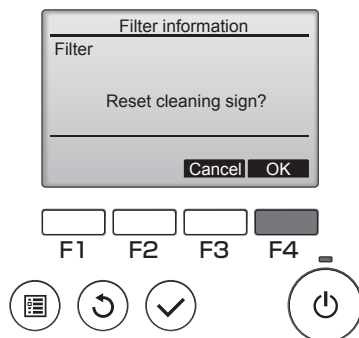 Filter information
Filter
Reset cleaning sign?
Cancel OK
F1 F2 F3 F4